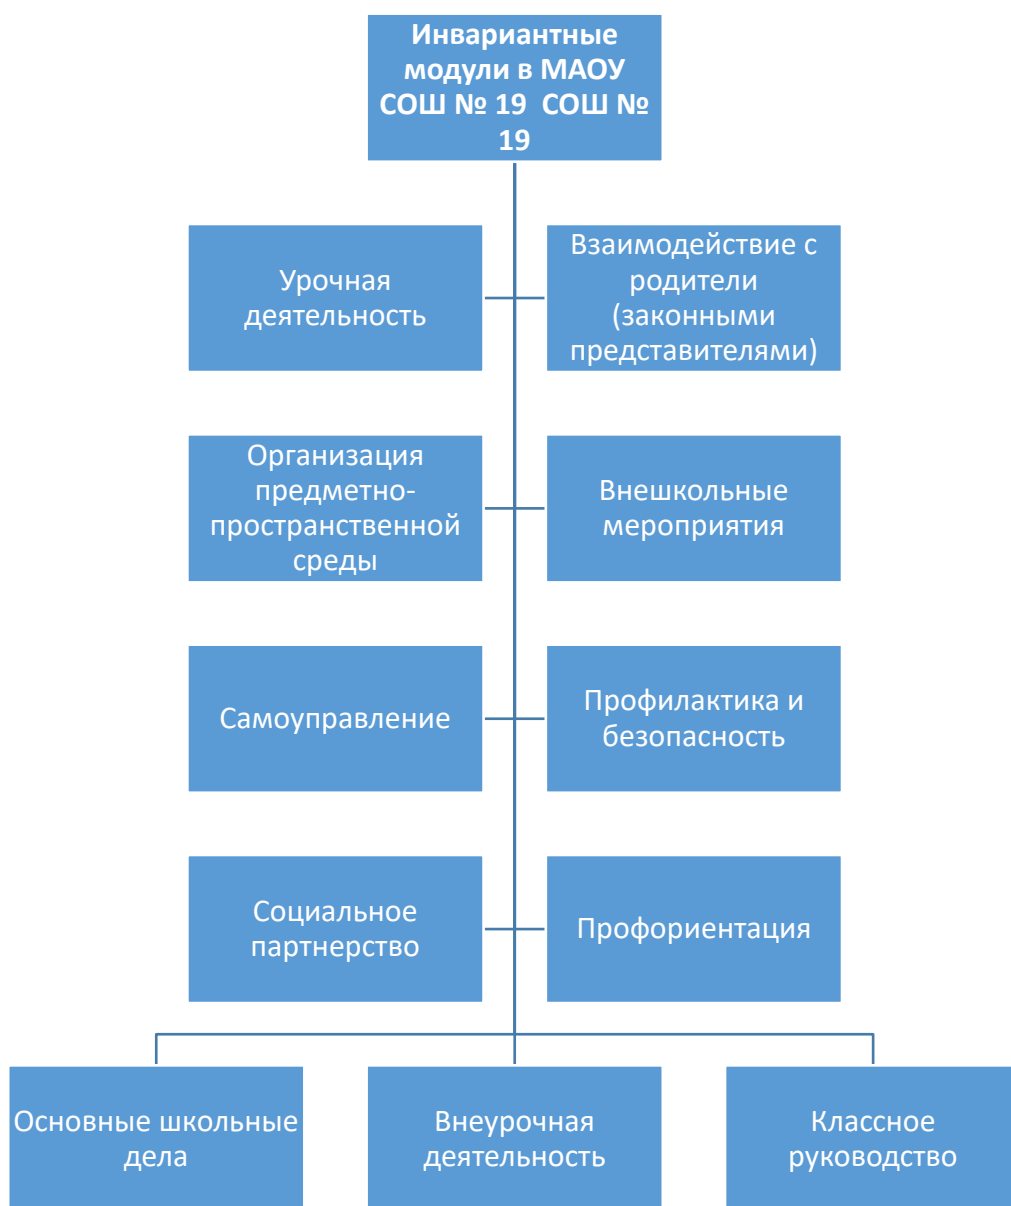 Инвариантные
модули в МАОУ
СОШ № 19  СОШ №
19
Урочная
деятельность
Взаимодействие с
родители
(законными
представителями)
Организация
предметно-
пространственной
среды
Внешкольные
мероприятия
Самоуправление
Профилактика и
безопасность
Социальное
партнерство
Профориентация
Основные школьные
дела
Внеурочная
деятельность
Классное
руководство